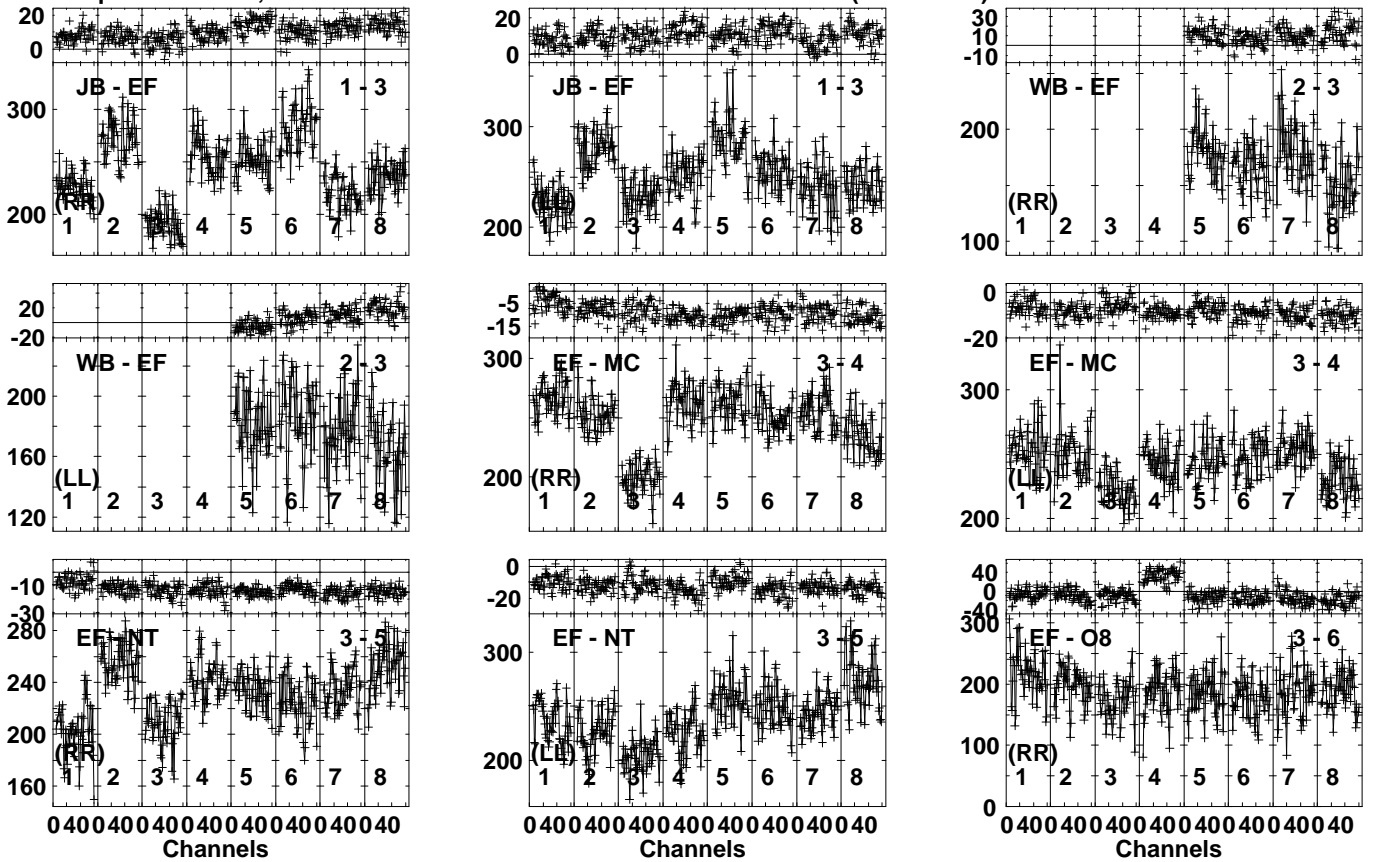 20 0 JB - EF 1 - 3 300 200 (RR) 1 2 3 4 5 6 7 8
20 0 JB - EF 1 - 3 300 200 (LL) 1 2 3 4 5 6 7 8
30 10 -10 WB - EF 2 - 3 200 100 (RR) 1 2 3 4 5 6 7 8
20 -20 WB - EF 2 - 3 200 160 120 (LL) 1 2 3 4 5 6 7 8
-5 -15 EF - MC 3 - 4 300 200 (RR) 1 2 3 4 5 6 7 8
0 -20 EF - MC 3 - 4 300 200 (LL) 1 2 3 4 5 6 7 8
-10 -30 EF - NT 3 - 5 280 240 200 160 (RR) 1 2 3 4 5 6 7 8
0 -20 EF - NT 3 - 5 300 200 (LL) 1 2 3 4 5 6 7 8
40 0 -40 EF - O8 3 - 6 300 200 100 0 (RR) 1 2 3 4 5 6 7 8
0 40 0 40 0 40 0 40 0 40 0 40 0 40 0 40
0 40 0 40 0 40 0 40 0 40 0 40 0 40 0 40
0 40 0 40 0 40 0 40 0 40 0 40 0 40 0 40
Channels Channels Channels